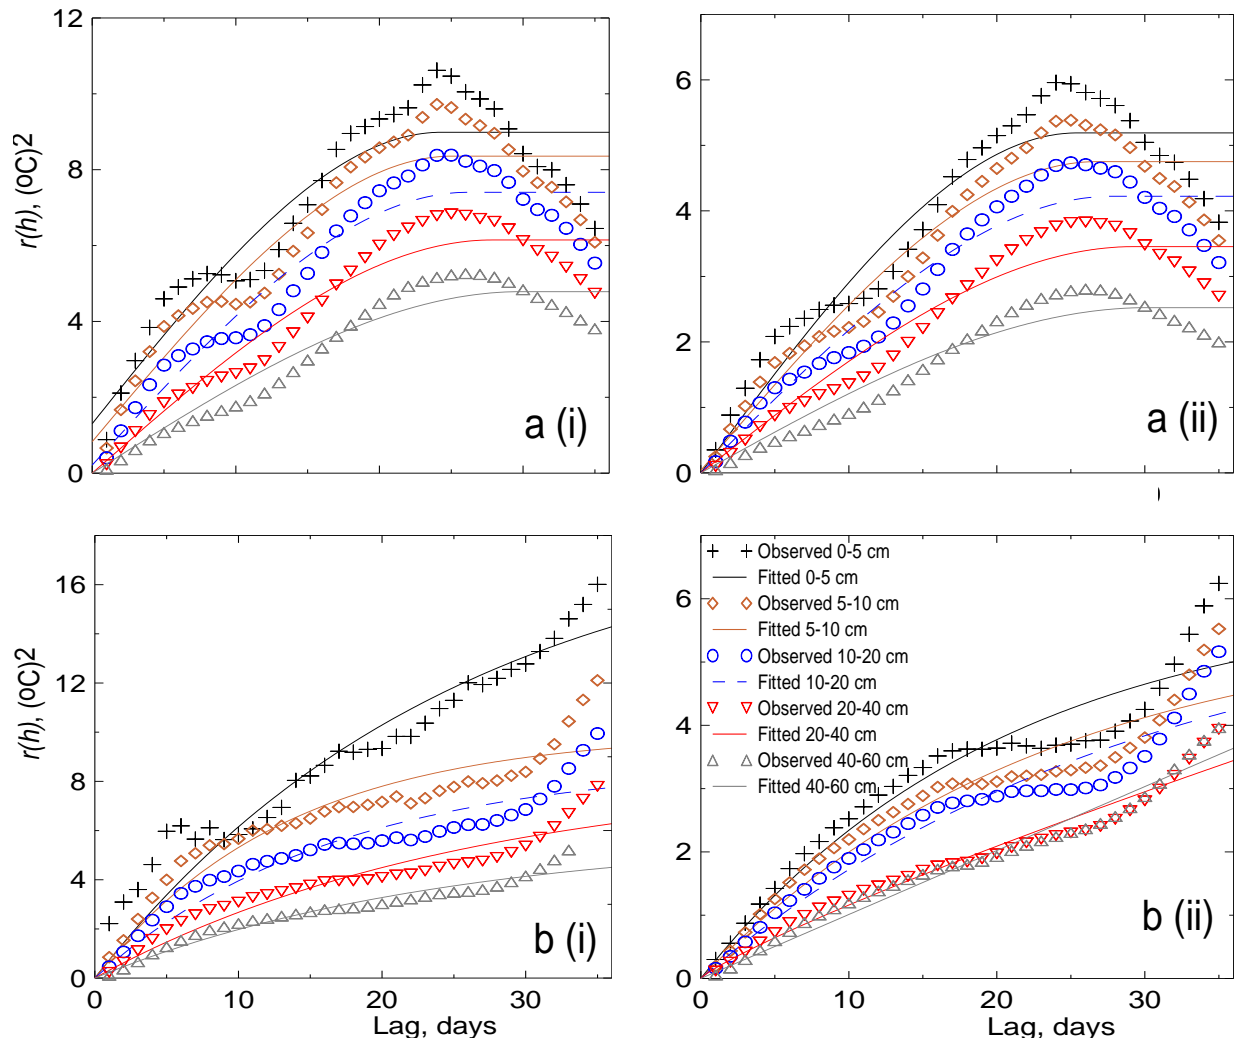 12
8
4
0
r(h), (oC)2
a (i)
6
4
2
0
a (ii)
16
12
8
4
0
r(h), (oC)2
b (i)
0 10 20 30
Lag, days
6
4
2
0
Observed 0-5 cm
Fitted 0-5 cm
Observed 5-10 cm
Fitted 5-10 cm
Observed 10-20 cm
Fitted 10-20 cm
Observed 20-40 cm
Fitted 20-40 cm
Observed 40-60 cm
Fitted 40-60 cm
b (ii)
0 10 20 30
Lag, days